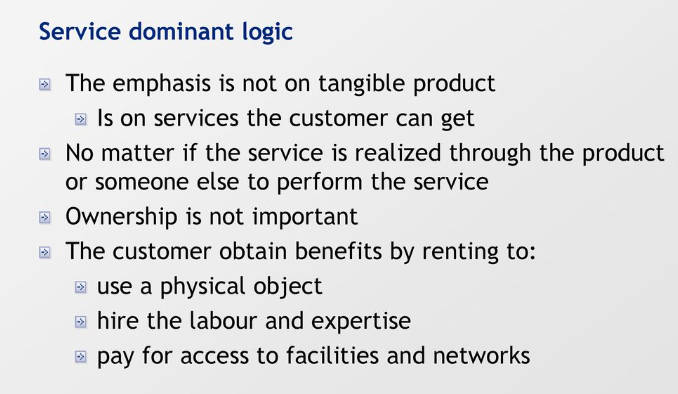 Service dominant logic
The emphasis is not on tangible product
Is on services the customer can get
No matter if the service is realized through the product
or someone else to perform the service
Ownership is not important
The customer obtain benefits by renting to:
use a physical object
hire the labour and expertise
pay for access to facilities and networks